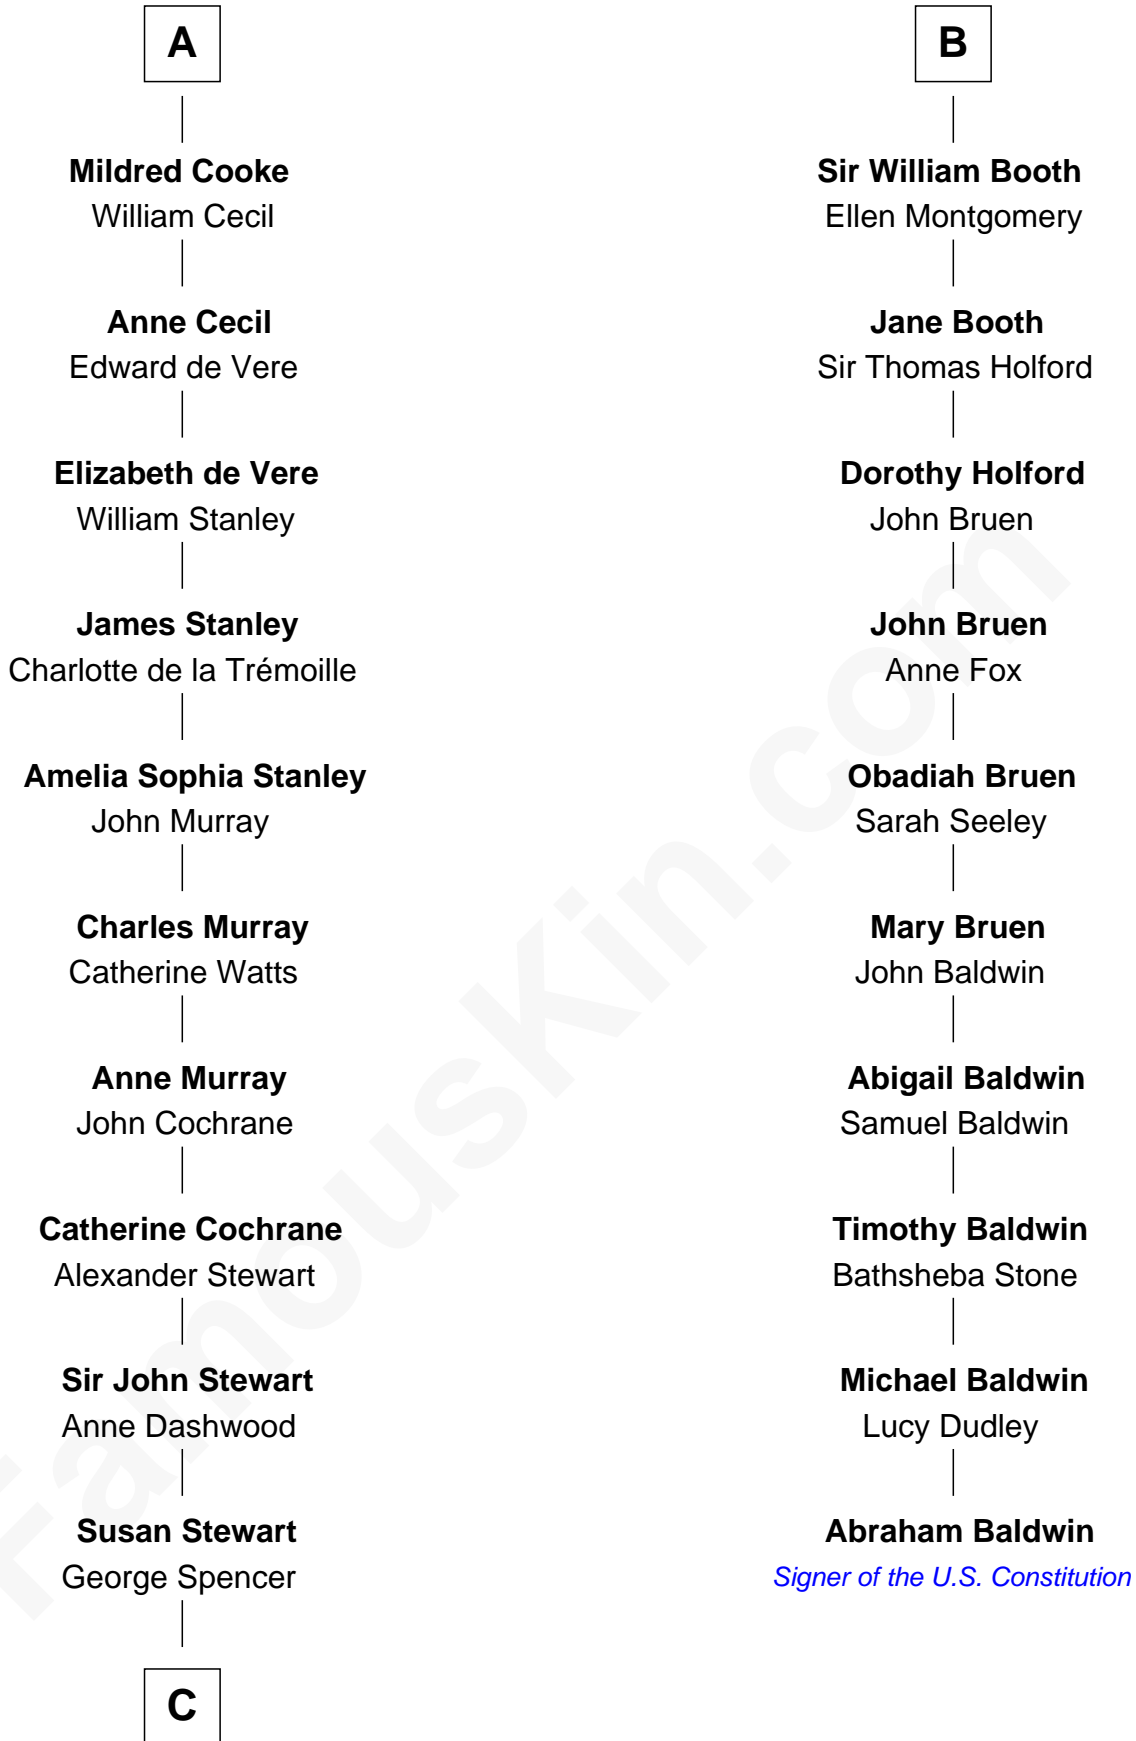 A
Mildred Cooke
William Cecil
Anne Cecil
Edward de Vere
Elizabeth de Vere
William Stanley
James Stanley
Charlotte de la Trémoille
Amelia Sophia Stanley
John Murray
Charles Murray
Catherine Watts
Anne Murray
John Cochrane
Catherine Cochrane
Alexander Stewart
Sir John Stewart
Anne Dashwood
Susan Stewart
George Spencer
C
B
Sir William Booth
Ellen Montgomery
Jane Booth
Sir Thomas Holford
Dorothy Holford
John Bruen
John Bruen
Anne Fox
Obadiah Bruen
Sarah Seeley
Mary Bruen
John Baldwin
Abigail Baldwin
Samuel Baldwin
Timothy Baldwin
Bathsheba Stone
Michael Baldwin
Lucy Dudley
Abraham Baldwin
Signer of the U.S. Constitution
FamousKin.com